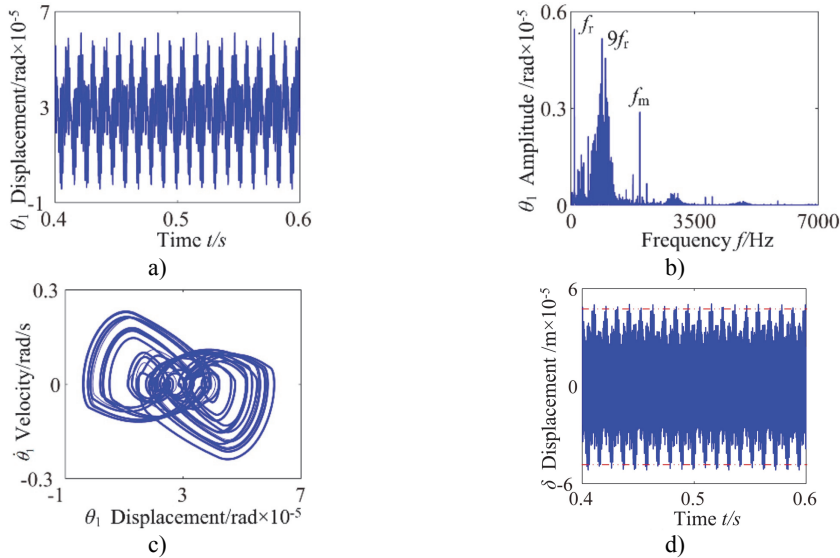 7
3
-1
θ₁ Displacement/rad×10⁻⁵
0.4 0.5 0.6
Time t/s
a)
0.6
0.3
0
θ₁ Amplitude /rad×10⁻⁵
fr
9fr
fm
0 3500 7000
Frequency f/Hz
b)
0.3
0
-0.3
θ̇₁ Velocity/rad/s
-1 3 7
θ₁ Displacement/rad×10⁻⁵
c)
6
0
-6
δ Displacement /m×10⁻⁵
0.4 0.5 0.6
Time t/s
d)